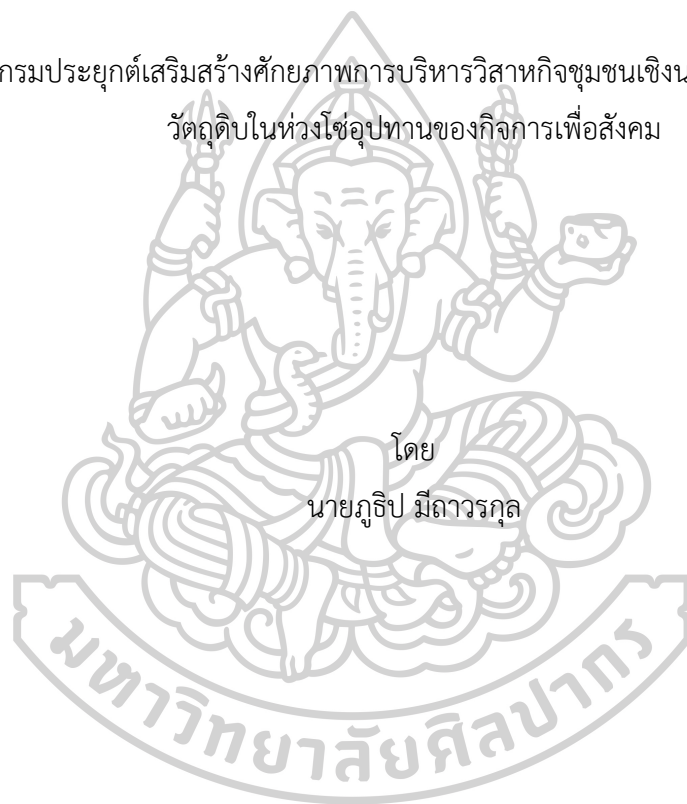 กรมประยุกต์เสริมสร้างศักยภาพการบริหารวิสาหกิจชุมชนเชิงน
วัตถุดิบในห่วงโซ่อุปทานของกิจการเพื่อสังคม
โดย
นายภูธิป มีถาวรกุล
มหาวิทยาลัยศิลปากร